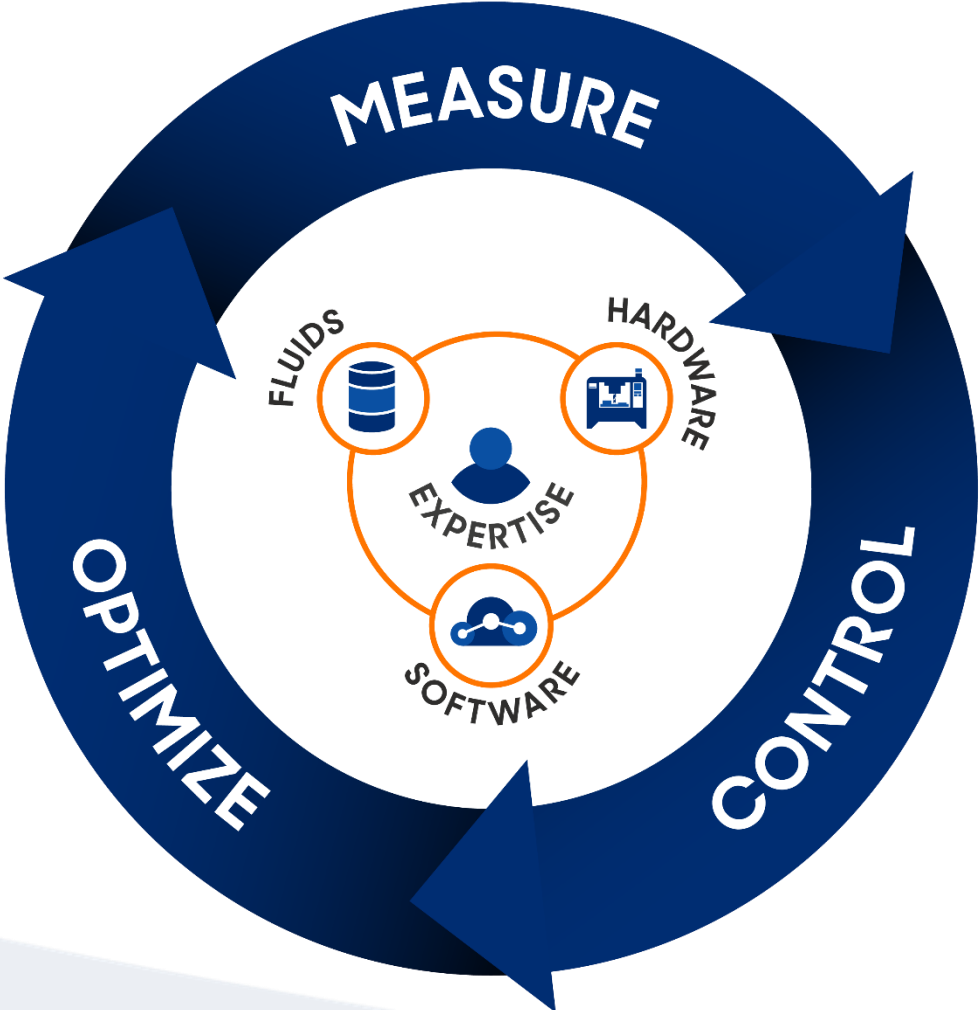 MEASURE
FLUIDS
HARDWARE
EXPERTISE
SOFTWARE
OPTIMIZE
CONTROL